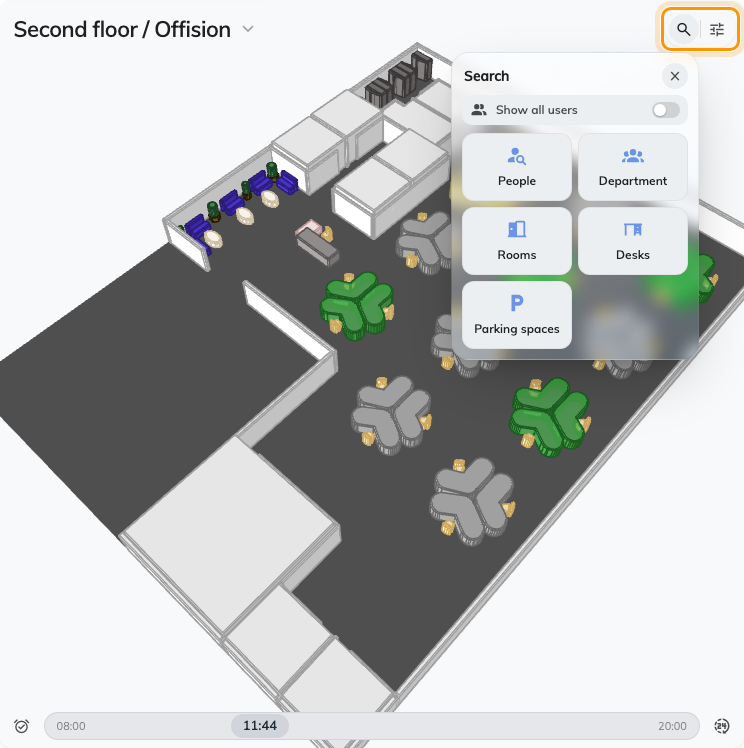 Second floor / Offision
Search
Show all users
People
Department
Rooms
Desks
P
Parking spaces
08:00
11:44
20:00
24